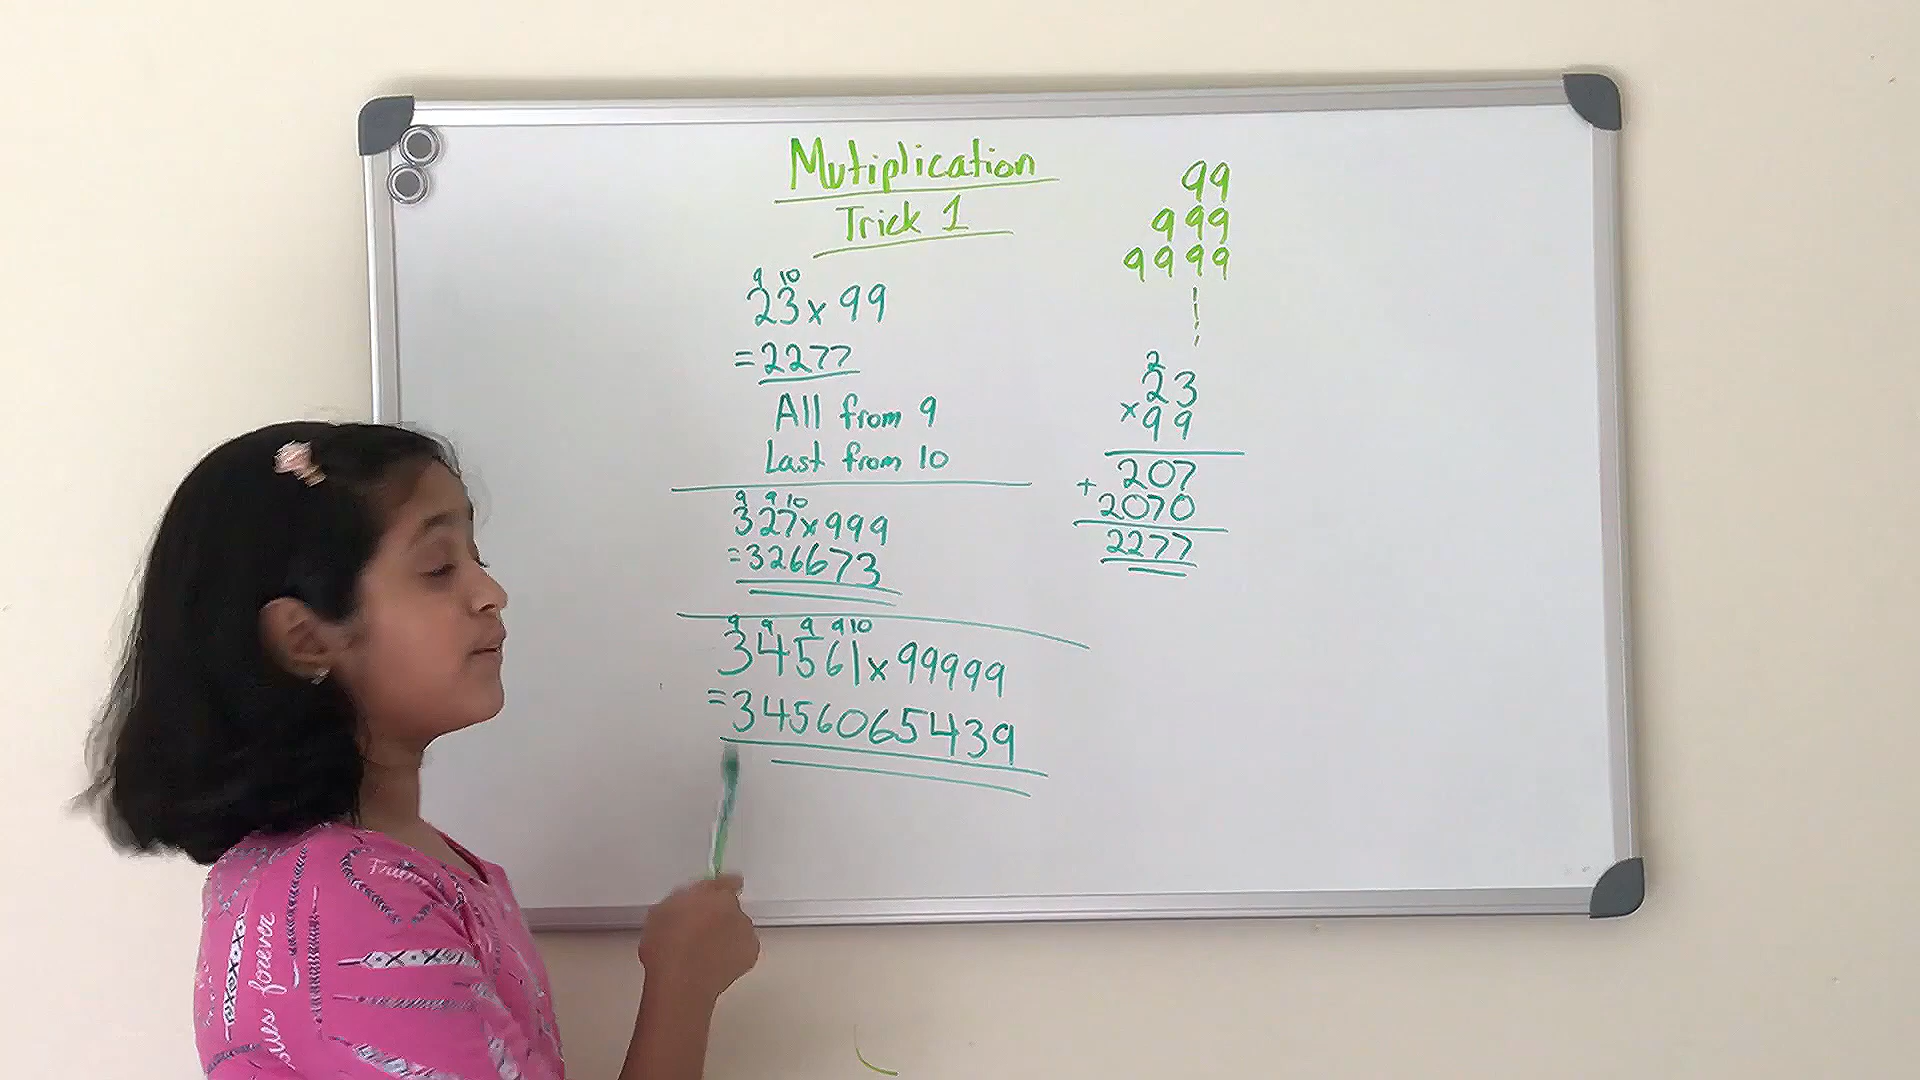 Mutiplication
Trick 1
9 10
23 x 99
= 2277
All from 9
Last from 10
9 9 10
327 x 999
= 326673
9 9 9 9 10
34561 x 99999
= 3456065439
99
999
9999
2
23
x 99
207
+ 2070
2277
forever